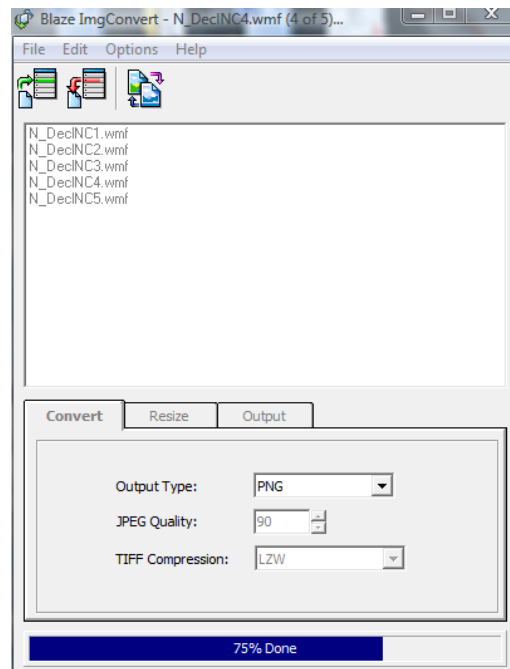 Blaze ImgConvert - N_DecINC4.wmf (4 of 5)...
File Edit Options Help
N_DecINC1.wmf
N_DecINC2.wmf
N_DecINC3.wmf
N_DecINC4.wmf
N_DecINC5.wmf
Convert Resize Output
Output Type: PNG
JPEG Quality: 90
TIFF Compression: LZW
75% Done